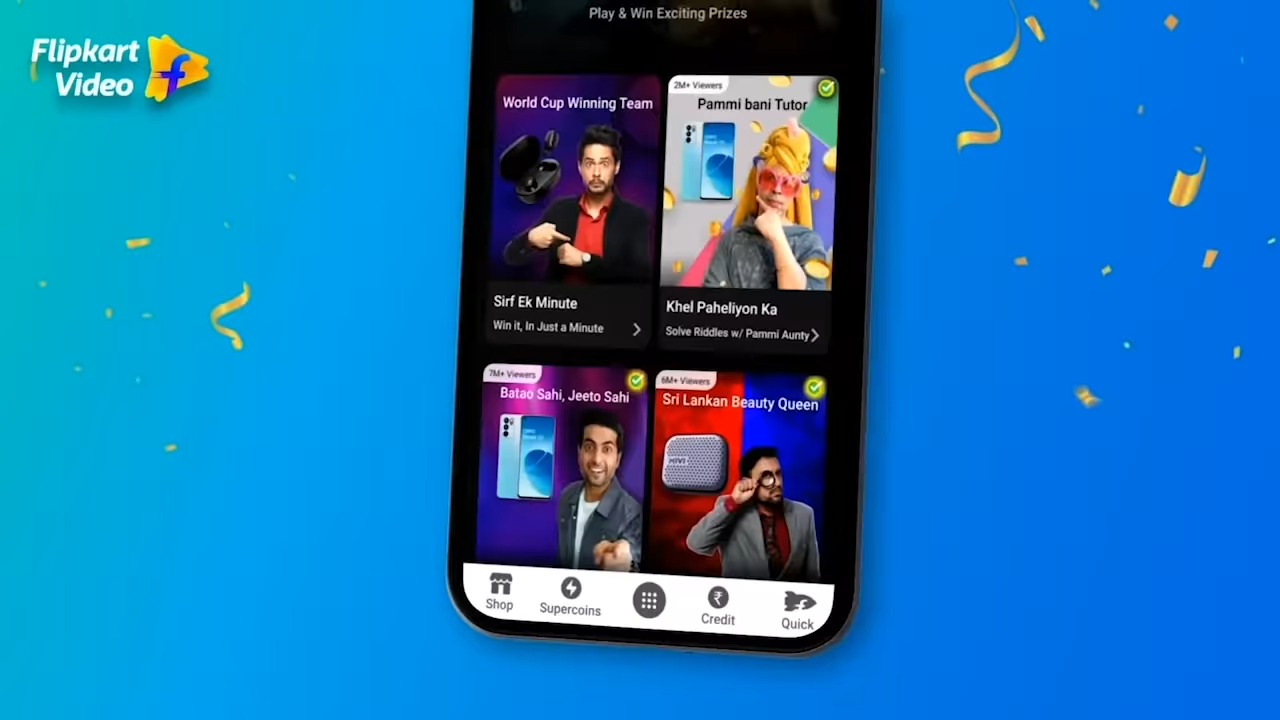 Flipkart
Video
Play & Win Exciting Prizes
World Cup Winning Team
Sirf Ek Minute
Win it, In Just a Minute
2M+ Viewers
Pammi bani Tutor
Khel Paheliyon Ka
Solve Riddles w/ Pammi Aunty
7M+ Viewers
Batao Sahi, Jeeto Sahi
6M+ Viewers
Sri Lankan Beauty Queen
MIVI
Shop
Supercoins
Credit
Quick